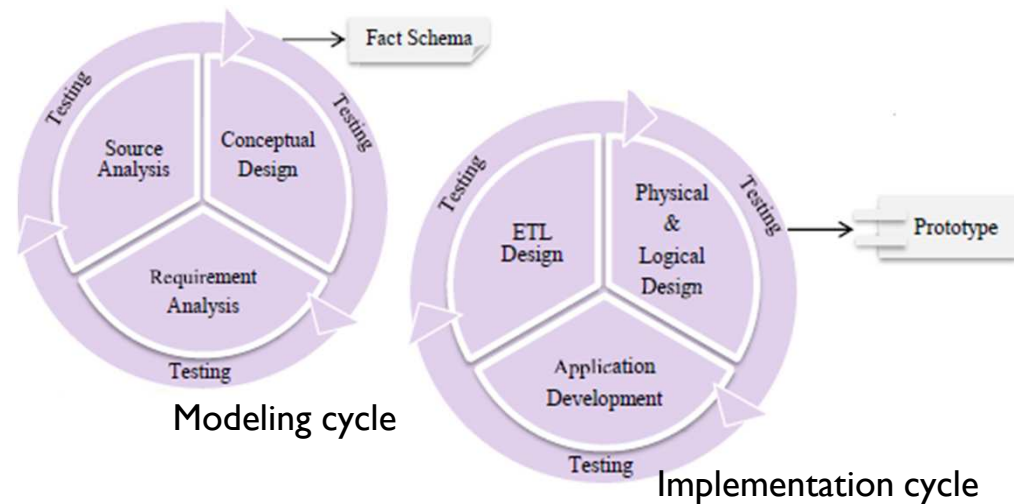 Fact Schema
Testing
Testing
Source
Analysis
Conceptual
Design
Requirement
Analysis
Testing
Modeling cycle
Testing
Testing
ETL
Design
Physical
&
Logical
Design
Prototype
Application
Development
Testing
Implementation cycle